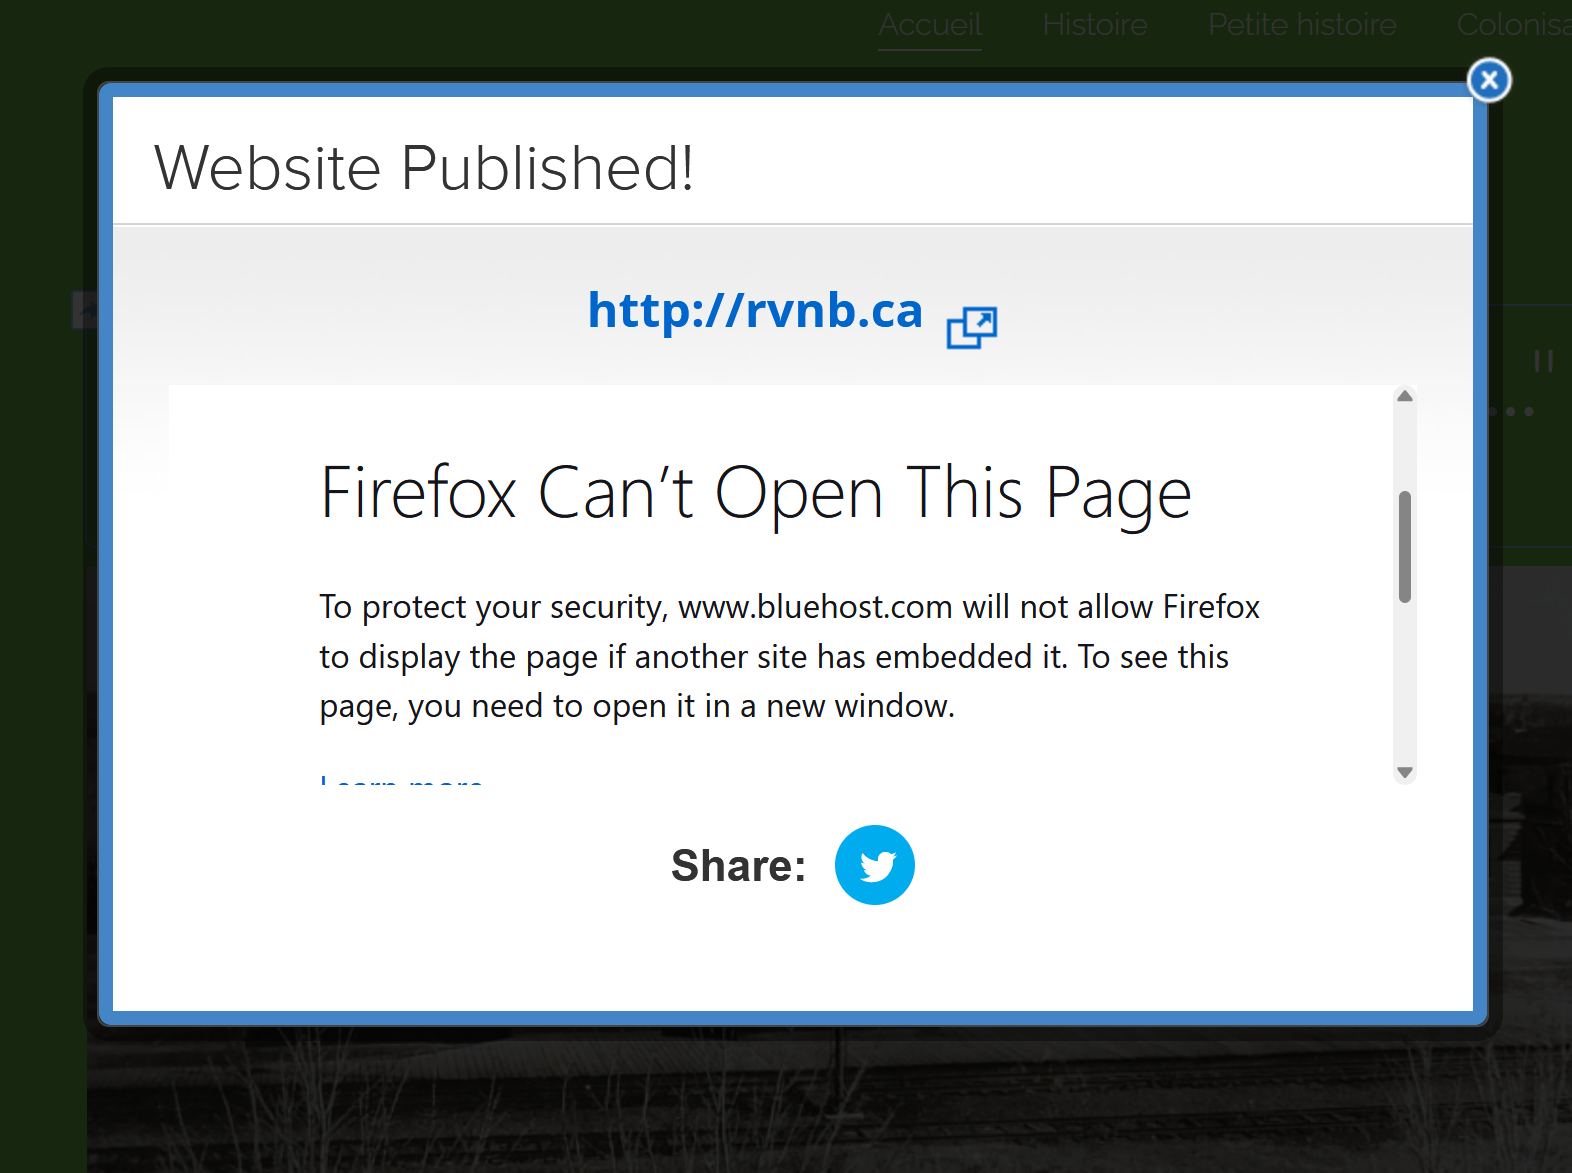 Accueil Histoire Petite histoire
Website Published!
http://rvnb.ca
Firefox Can’t Open This Page
To protect your security, www.bluehost.com will not allow Firefox
to display the page if another site has embedded it. To see this
page, you need to open it in a new window.
Learn more
Share: